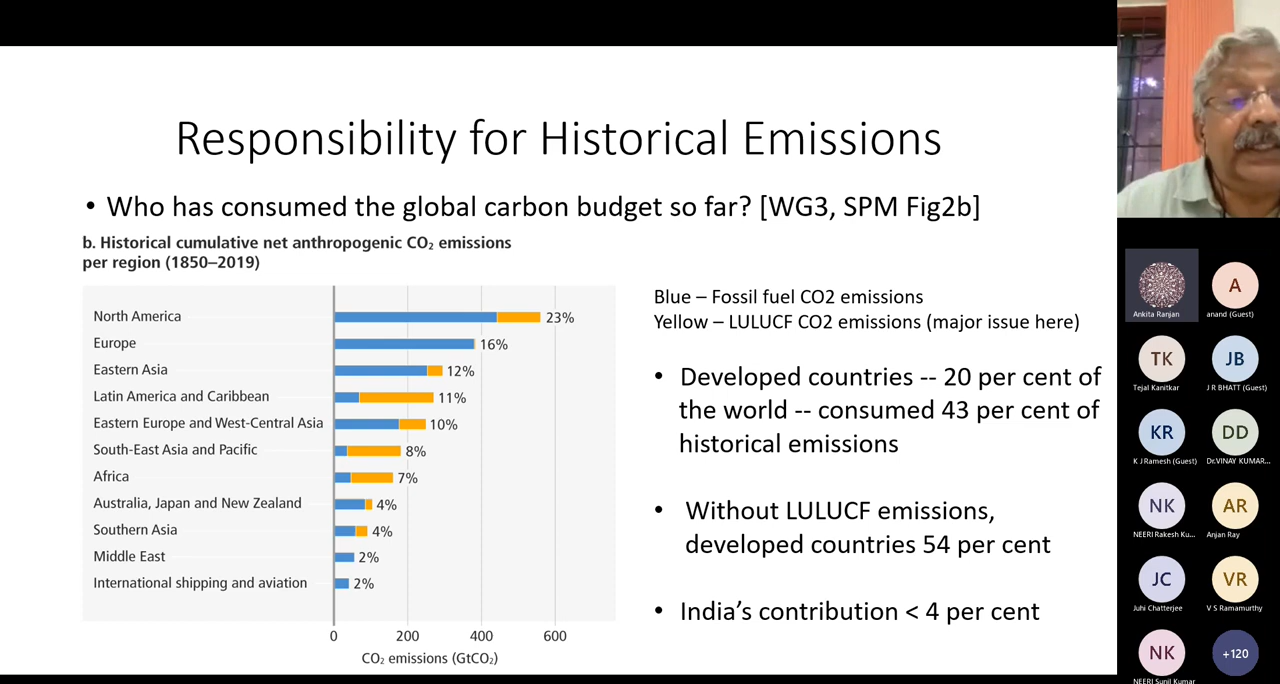 Responsibility for Historical Emissions
• Who has consumed the global carbon budget so far? [WG3, SPM Fig2b]
b. Historical cumulative net anthropogenic CO₂ emissions
per region (1850–2019)
North America 23%
Europe 16%
Eastern Asia 12%
Latin America and Caribbean 11%
Eastern Europe and West-Central Asia 10%
South-East Asia and Pacific 8%
Africa 7%
Australia, Japan and New Zealand 4%
Southern Asia 4%
Middle East 2%
International shipping and aviation 2%
0 200 400 600
CO₂ emissions (GtCO₂)
Blue – Fossil fuel CO2 emissions
Yellow – LULUCF CO2 emissions (major issue here)
• Developed countries -- 20 per cent of
the world -- consumed 43 per cent of
historical emissions
• Without LULUCF emissions,
developed countries 54 per cent
• India’s contribution < 4 per cent
Ankita Ranjan
A
anand (Guest)
TK
Tejal Kanitkar
JB
J R BHATT (Guest)
KR
K J Ramesh (Guest)
DD
Dr.VINAY KUMAR...
NK
NEERI Rakesh Ku...
AR
Anjan Ray
JC
Juhi Chatterjee
VR
V S Ramamurthy
NK
NEERI Sunil Kumar
+120